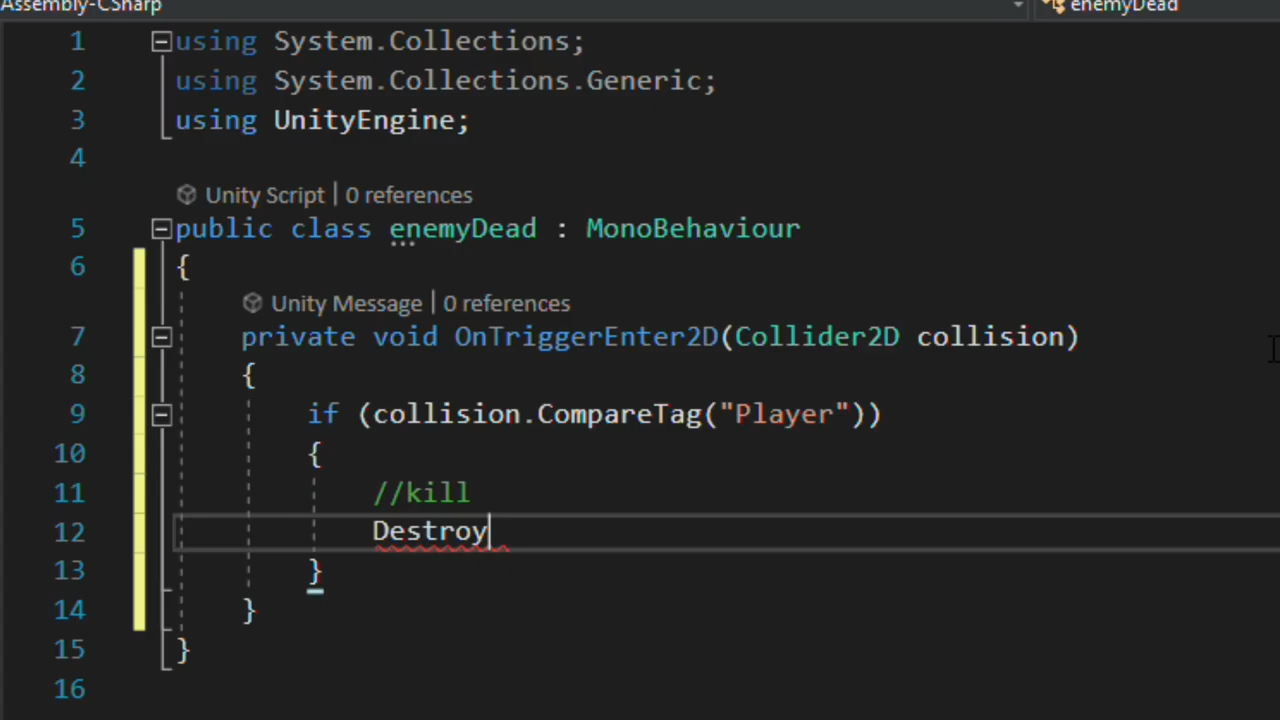 Assembly-CSharp enemyDead
1 using System.Collections;
2 using System.Collections.Generic;
3 using UnityEngine;
4
Unity Script | 0 references
5 public class enemyDead : MonoBehaviour
6 {
Unity Message | 0 references
7 private void OnTriggerEnter2D(Collider2D collision)
8 {
9 if (collision.CompareTag("Player"))
10 {
11 //kill
12 Destroy
13 }
14 }
15 }
16